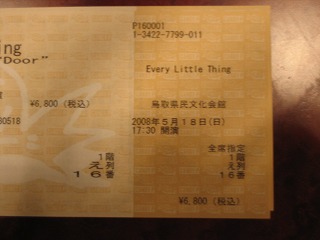 ing
"Door"
¥6,800 (税込)
80518
1階
え列
16番
P160001
1-3422-7799-011
Every Little Thing
鳥取県民文化会館
2008年5月18日(日)
17:30 開演
全席指定
1階
え列
16番
¥6,800 (税込)